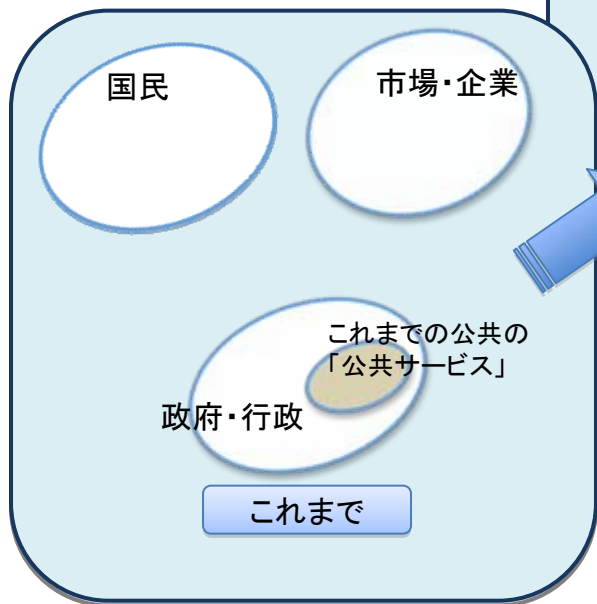 国民
市場・企業
これまでの公共の
「公共サービス」
政府・行政
これまで